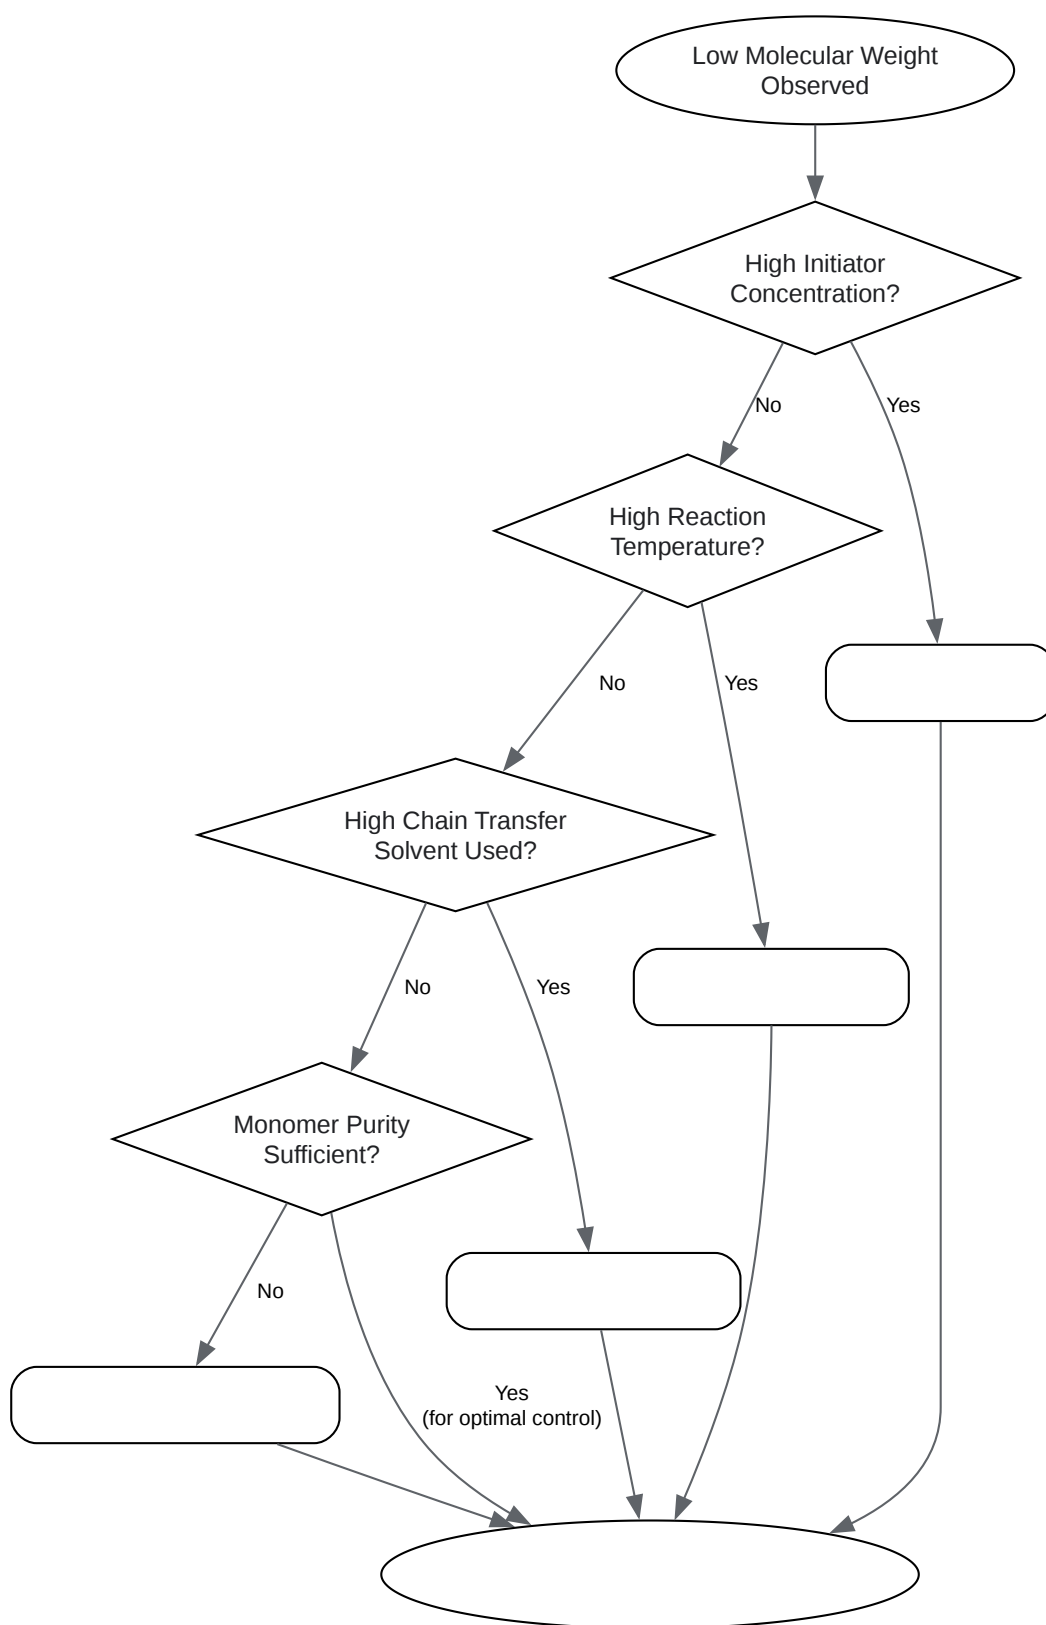 Low Molecular Weight
Observed
High Initiator
Concentration?
No
Yes
High Reaction
Temperature?
No
Yes
High Chain Transfer
Solvent Used?
No
Yes
Monomer Purity
Sufficient?
No
Yes
(for optimal control)